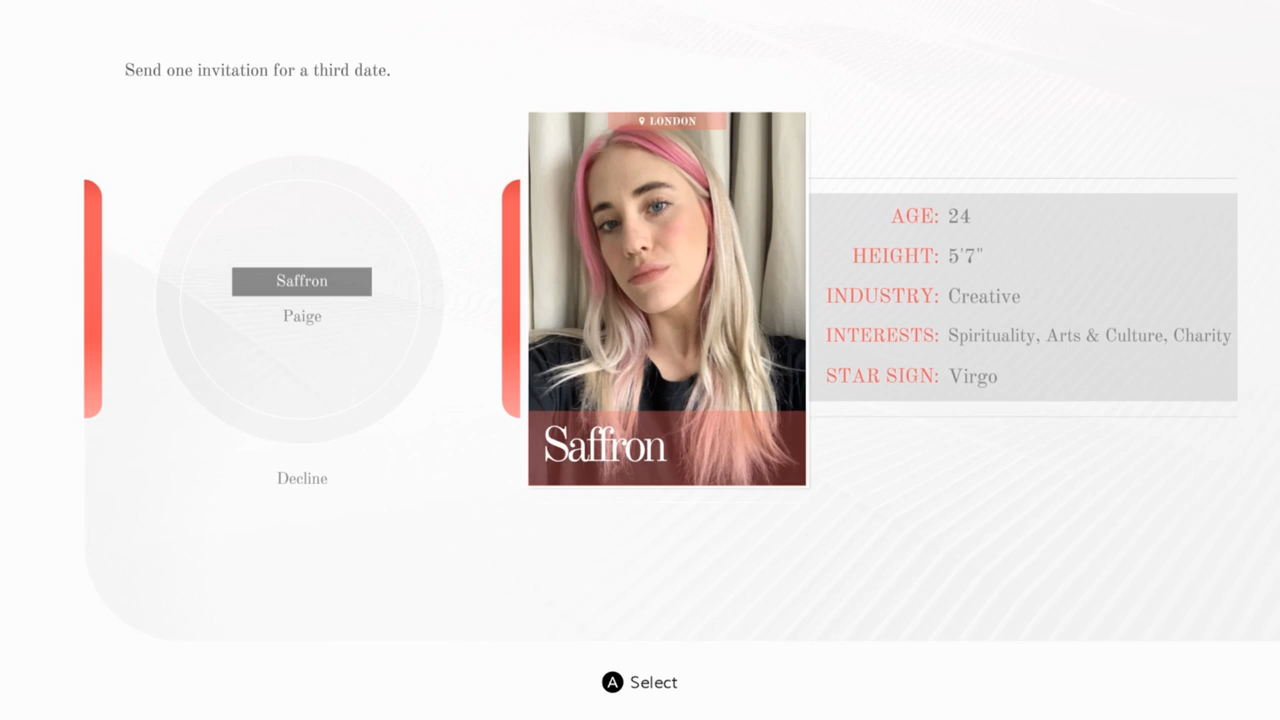 Send one invitation for a third date.
LONDON
Saffron
Paige
Decline
Saffron
AGE: 24
HEIGHT: 5'7"
INDUSTRY: Creative
INTERESTS: Spirituality, Arts & Culture, Charity
STAR SIGN: Virgo
A Select